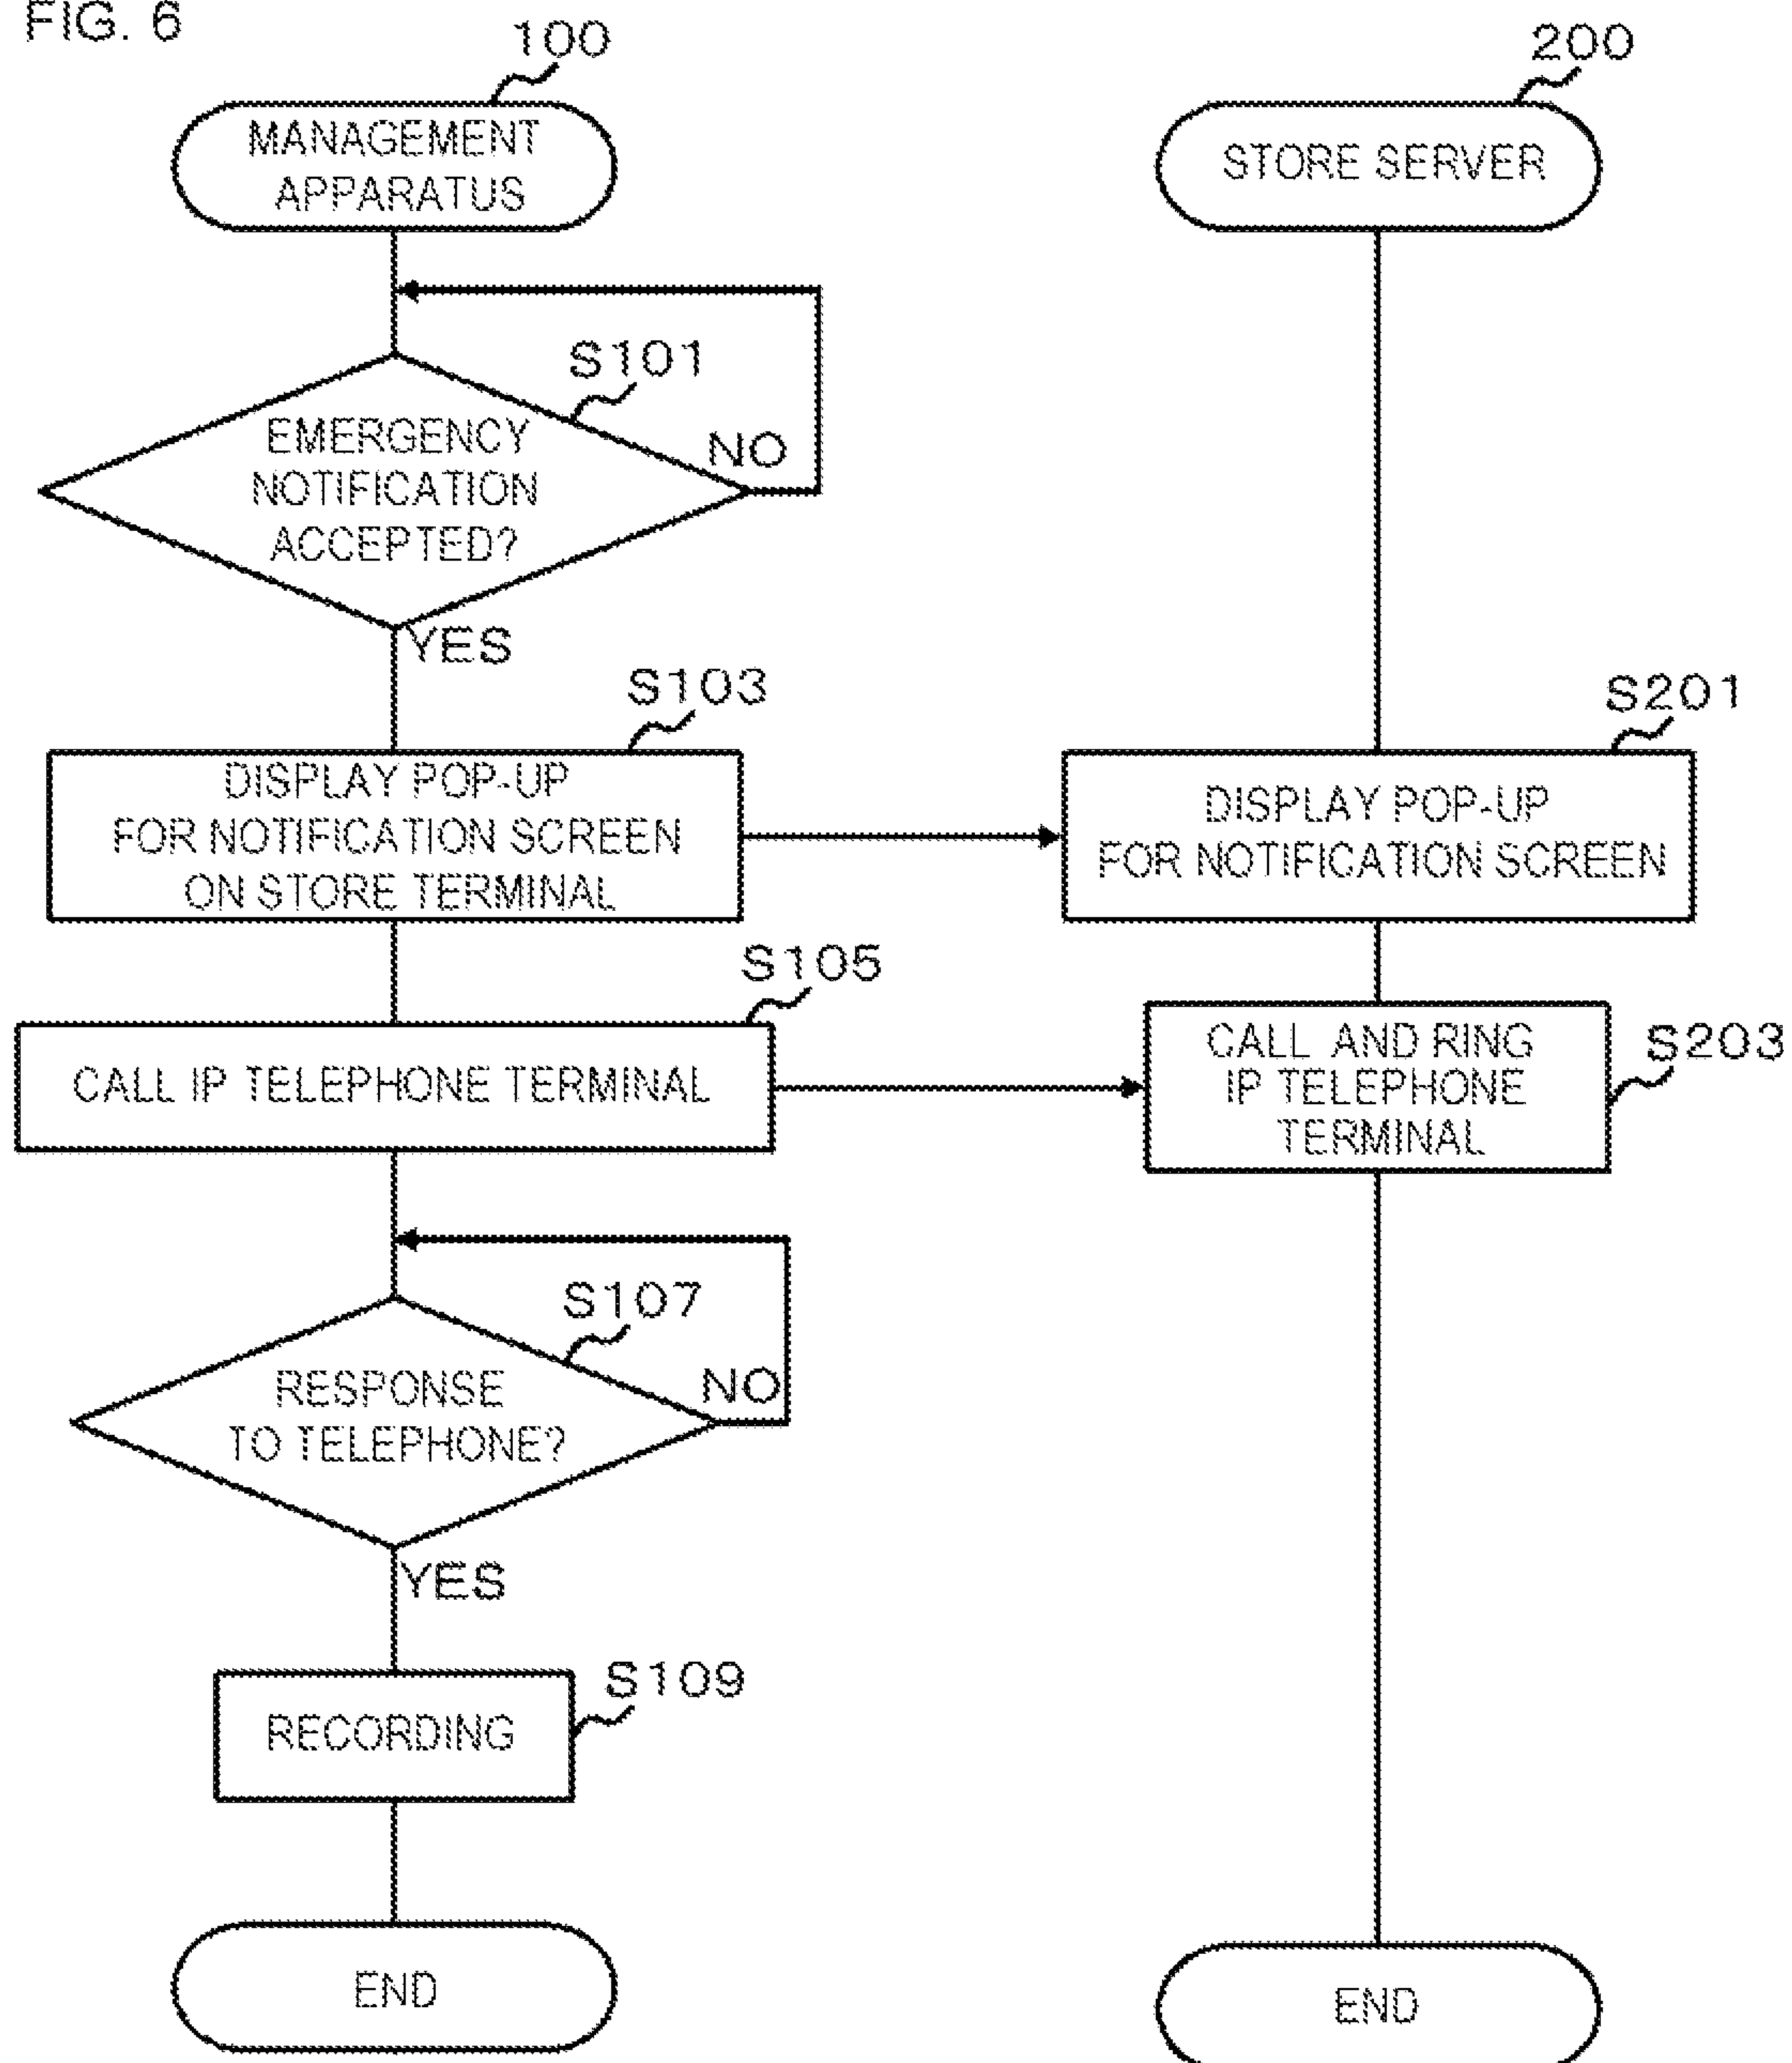 FIG. 6
100
MANAGEMENT
APPARATUS
200
STORE SERVER
S101
EMERGENCY
NOTIFICATION
ACCEPTED?
NO
YES
S103
DISPLAY POP-UP
FOR NOTIFICATION SCREEN
ON STORE TERMINAL
S201
DISPLAY POP-UP
FOR NOTIFICATION SCREEN
S105
CALL IP TELEPHONE TERMINAL
CALL AND RING
IP TELEPHONE
TERMINAL
S203
S107
RESPONSE
TO TELEPHONE?
NO
YES
S109
RECORDING
END
END